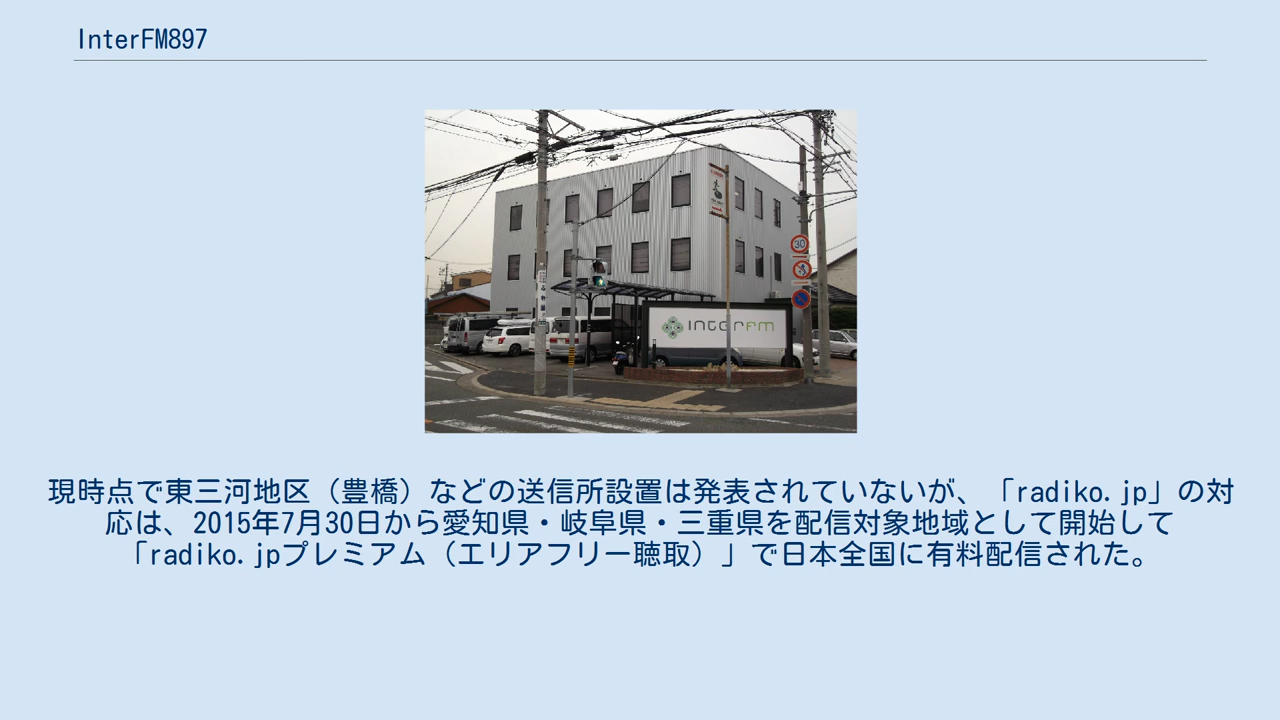 InterFM897
InterFM
30
現時点で東三河地区（豊橋）などの送信所設置は発表されていないが、「radiko.jp」の対
応は、2015年7月30日から愛知県・岐阜県・三重県を配信対象地域として開始して
「radiko.jpプレミアム（エリアフリー聴取）」で日本全国に有料配信された。